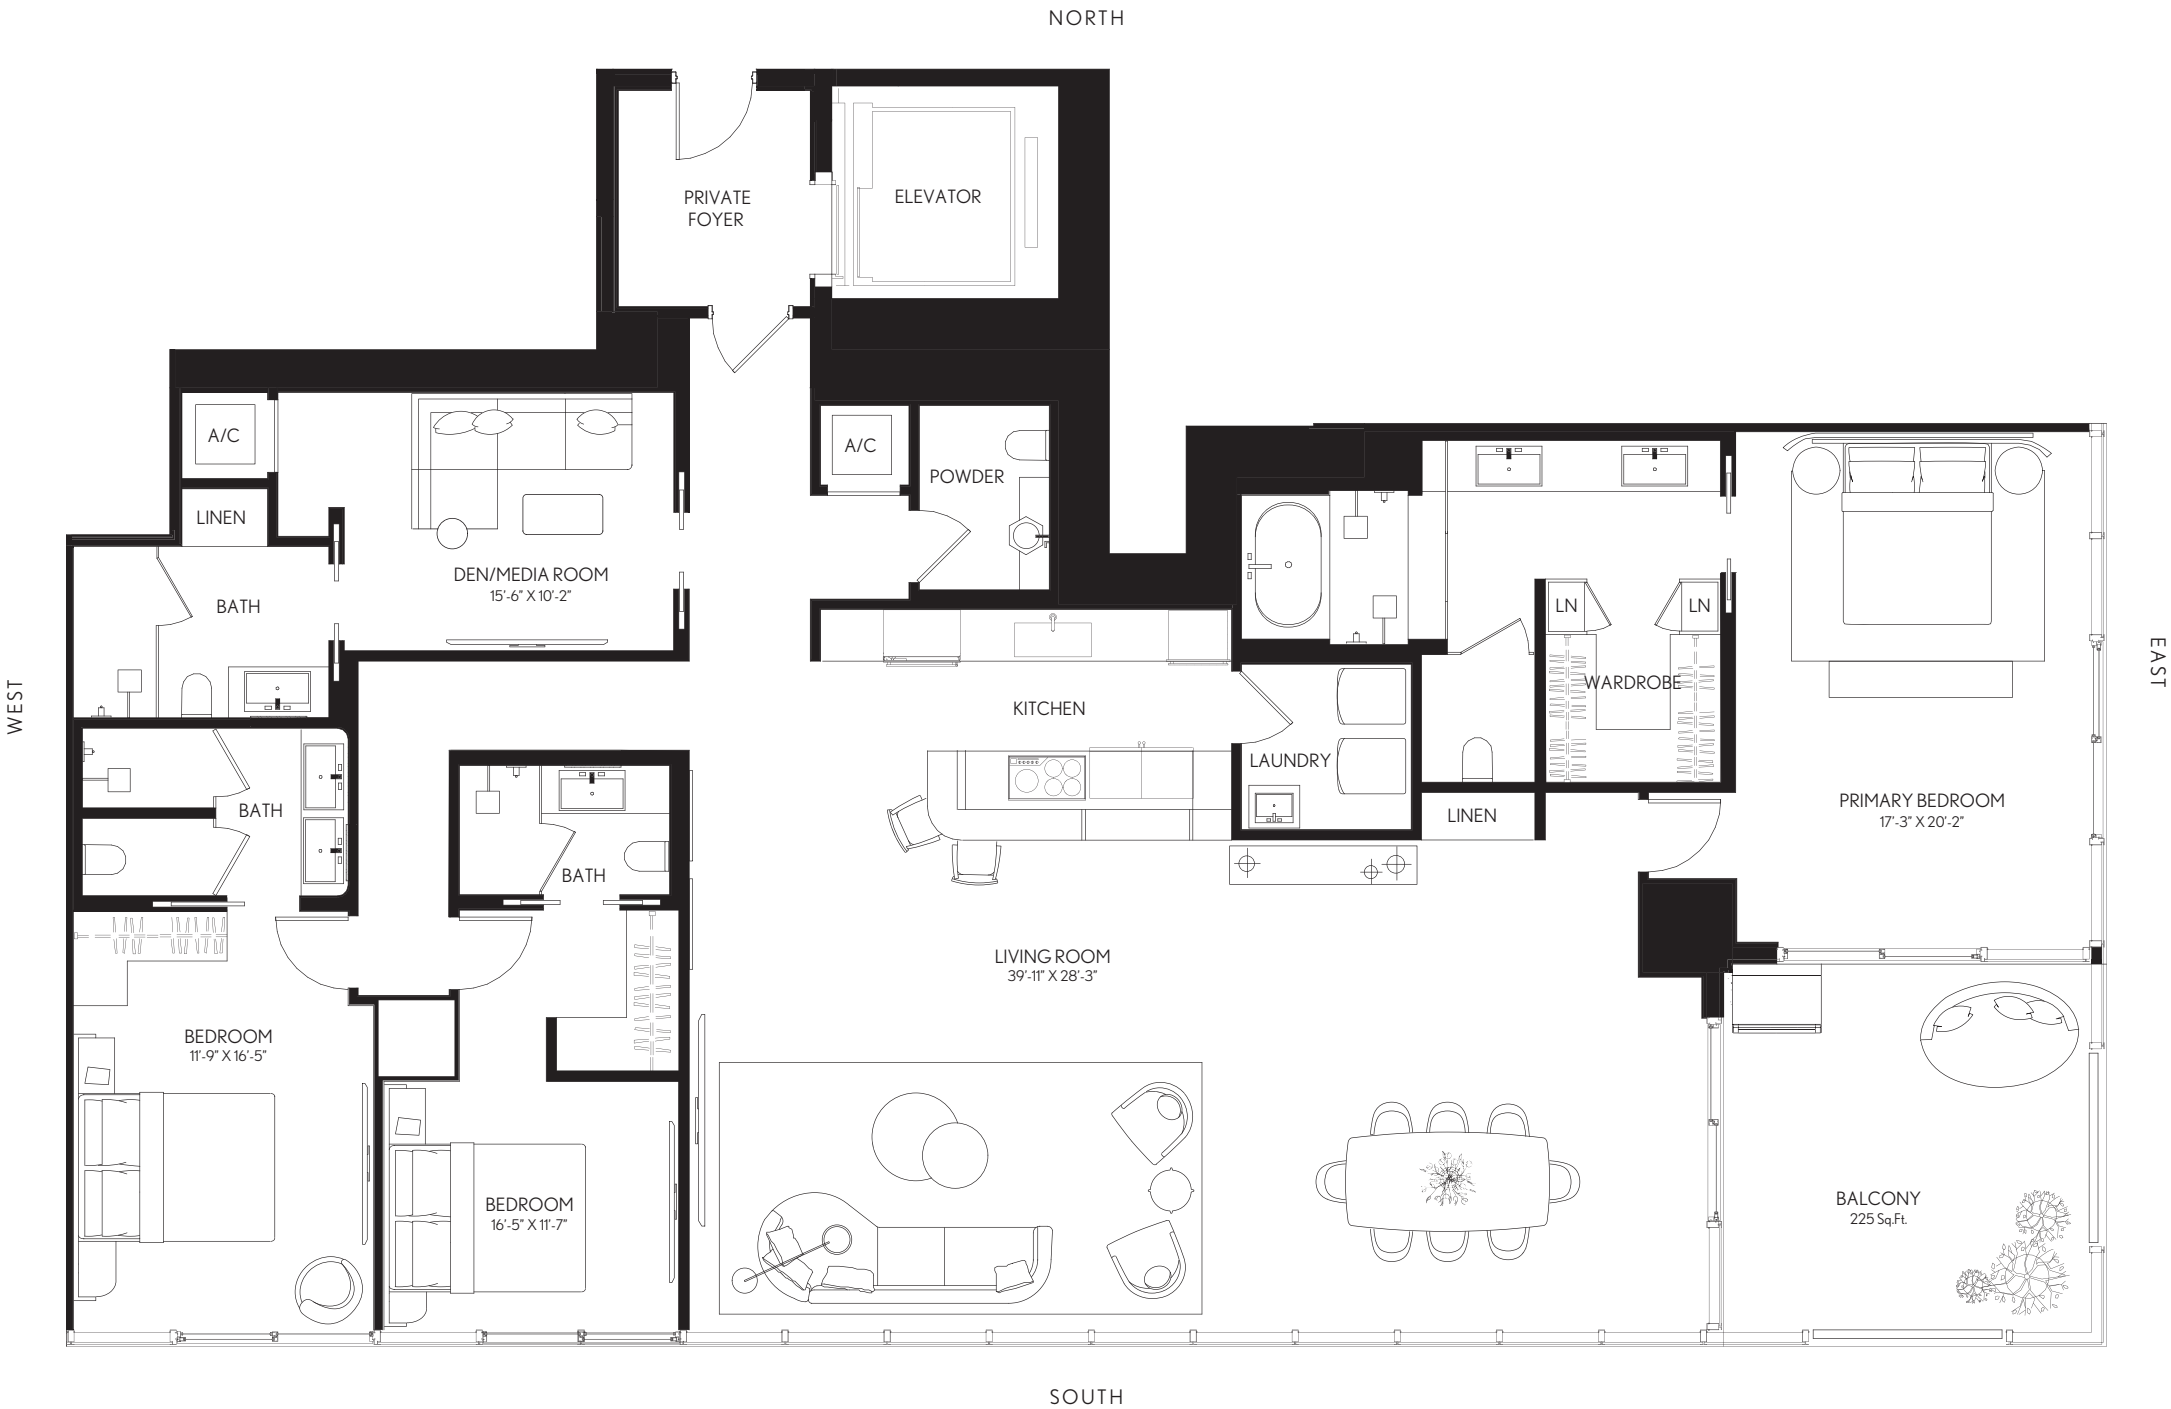 NORTH
PRIVATE
FOYER
ELEVATOR
A/C
A/C
POWDER
LINEN
DEN/MEDIA ROOM
15'-6" X 10'-2"
BATH
LN
LN
WARDROBE
WEST
EAST
KITCHEN
LAUNDRY
BATH
LINEN
PRIMARY BEDROOM
17'-3" X 20'-2"
BATH
LIVING ROOM
39'-11" X 28'-3"
BEDROOM
11'-9" X 16'-5"
BEDROOM
16'-5" X 11'-7"
BALCONY
225 Sq.Ft.
SOUTH